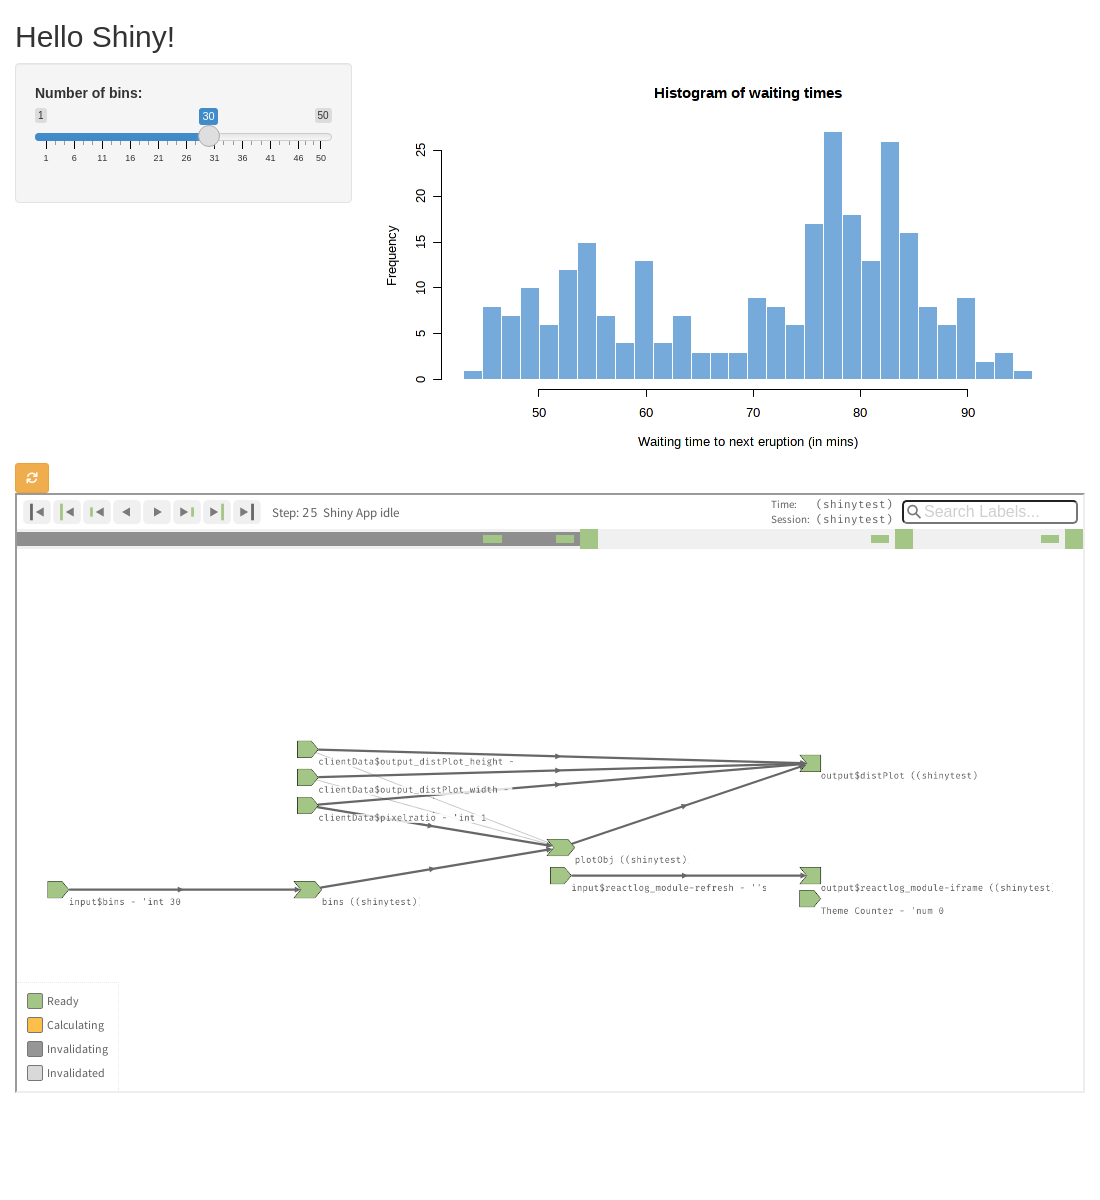 Hello Shiny!
Number of bins:
1 30 50
1 6 11 16 21 26 31 36 41 46 50
Histogram of waiting times
Frequency
0 5 10 15 20 25
50 60 70 80 90
Waiting time to next eruption (in mins)
Step: 25 Shiny App idle
Time: (shinytest)
Session: (shinytest)
Search Labels...
clientData$output_distPlot_height -
output$distPlot ((shinytest)
clientData$output_distPlot_width -
clientData$pixelratio - 'int 1
plotObj ((shinytest)
input$reactlog_module-refresh - ''s
output$reactlog_module-iframe ((shinytest)
input$bins - 'int 30
bins ((shinytest)
Theme Counter - 'num 0
Ready
Calculating
Invalidating
Invalidated